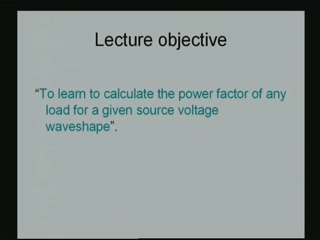 Lecture objective
“To learn to calculate the power factor of any
load for a given source voltage
waveshape”.